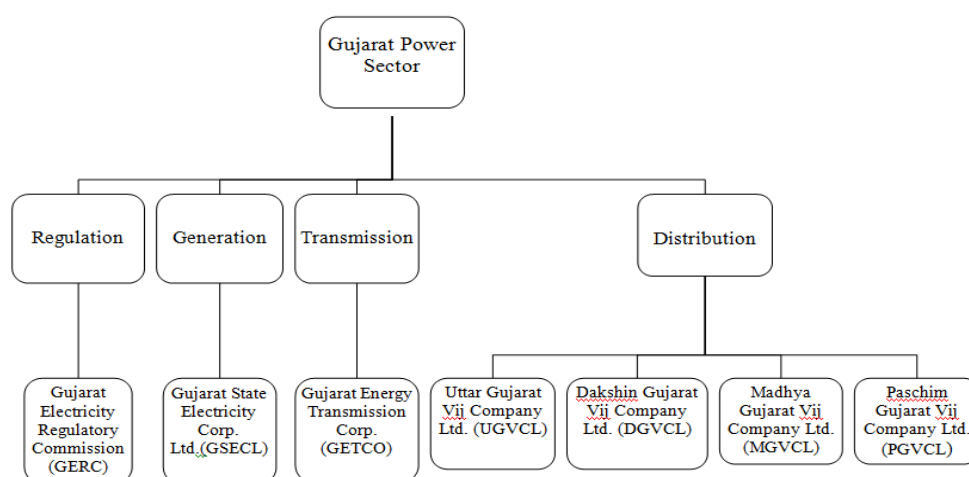 Gujarat Power
Sector
Regulation
Generation
Transmission
Distribution
Gujarat
Electricity
Regulatory
Commission
(GERC)
Gujarat State
Electricity
Corp.
Ltd.(GSECL)
Gujarat Energy
Transmission
Corp.
(GETCO)
Uttar Gujarat
Vij Company
Ltd. (UGVCL)
Dakshin Gujarat
Vij Company
Ltd. (DGVCL)
Madhya
Gujarat Vij
Company Ltd.
(MGVCL)
Paschim
Gujarat Vij
Company Ltd.
(PGVCL)